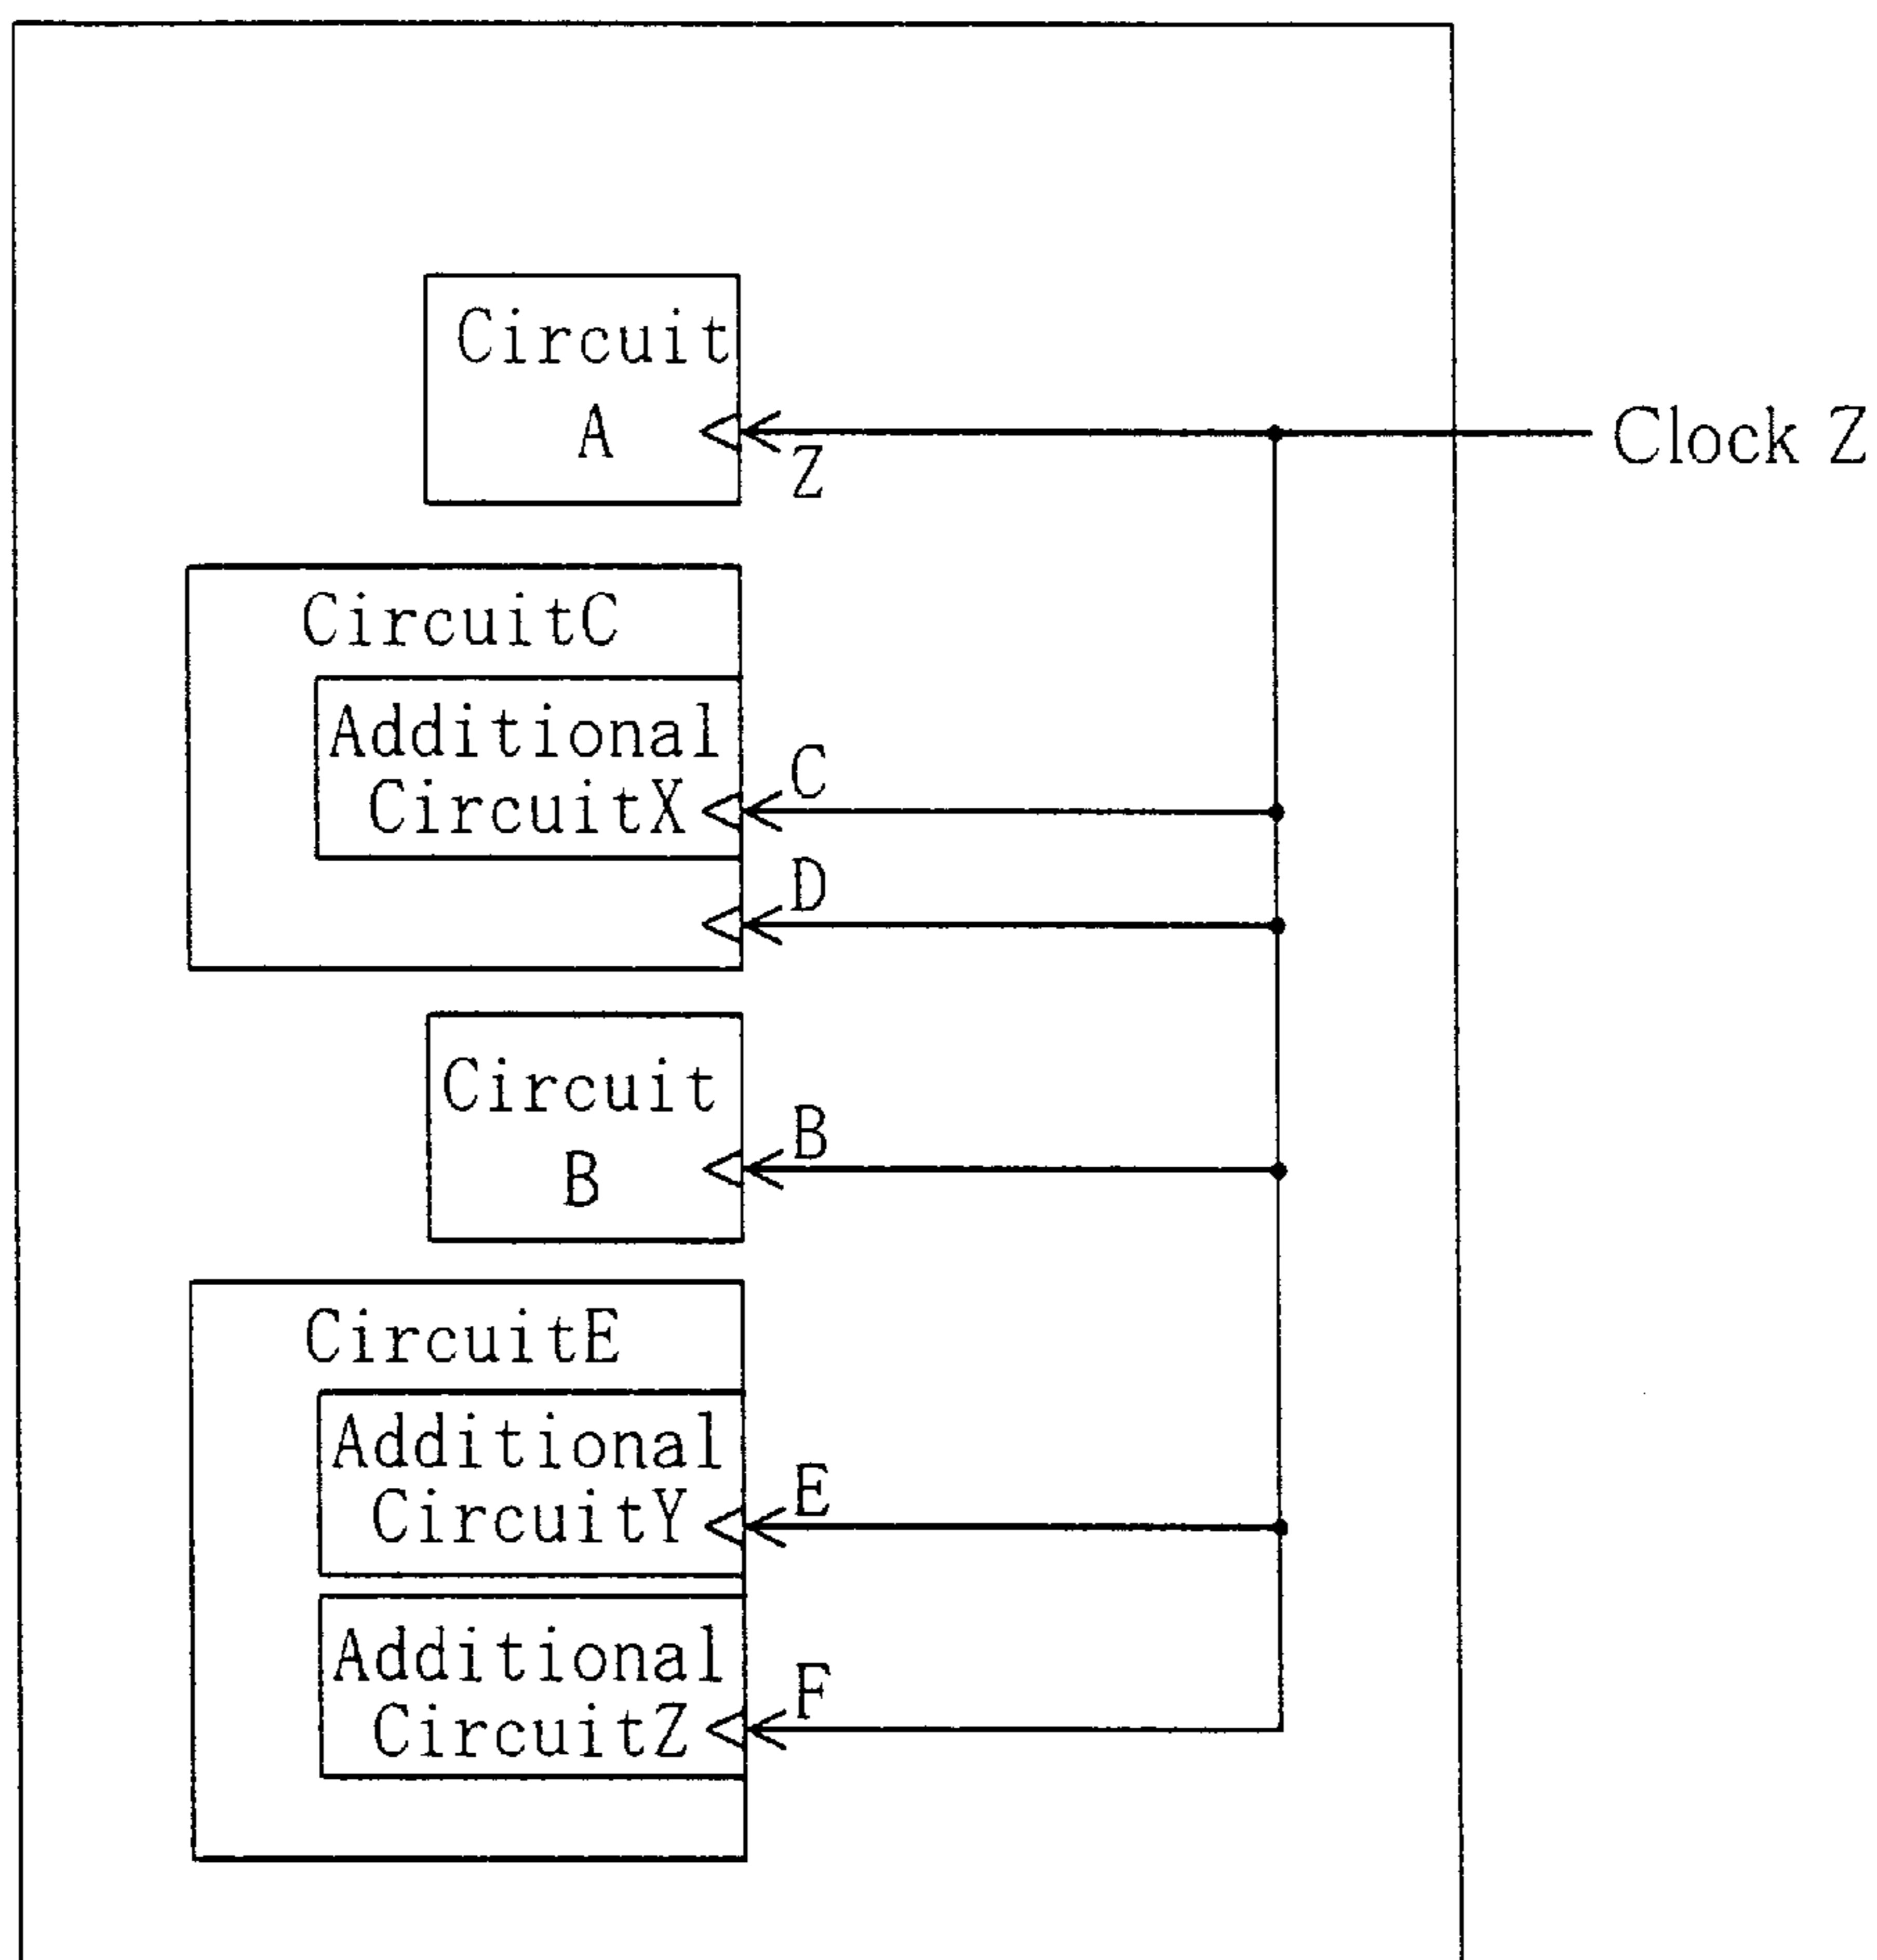 Circuit
A
Z
Clock Z
CircuitC
Additional
CircuitX
C
D
Circuit
B
B
CircuitE
Additional
CircuitY
E
Additional
CircuitZ
F